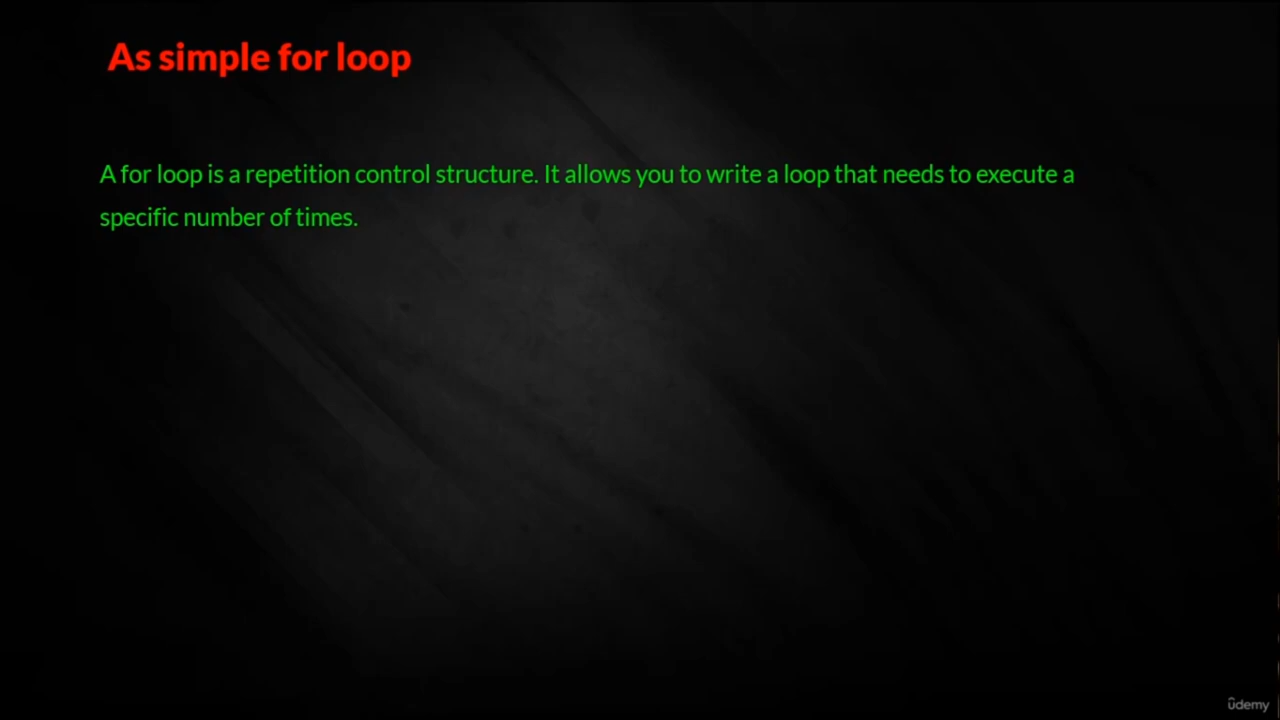 As simple for loop
A for loop is a repetition control structure. It allows you to write a loop that needs to execute a
specific number of times.
ûdemy